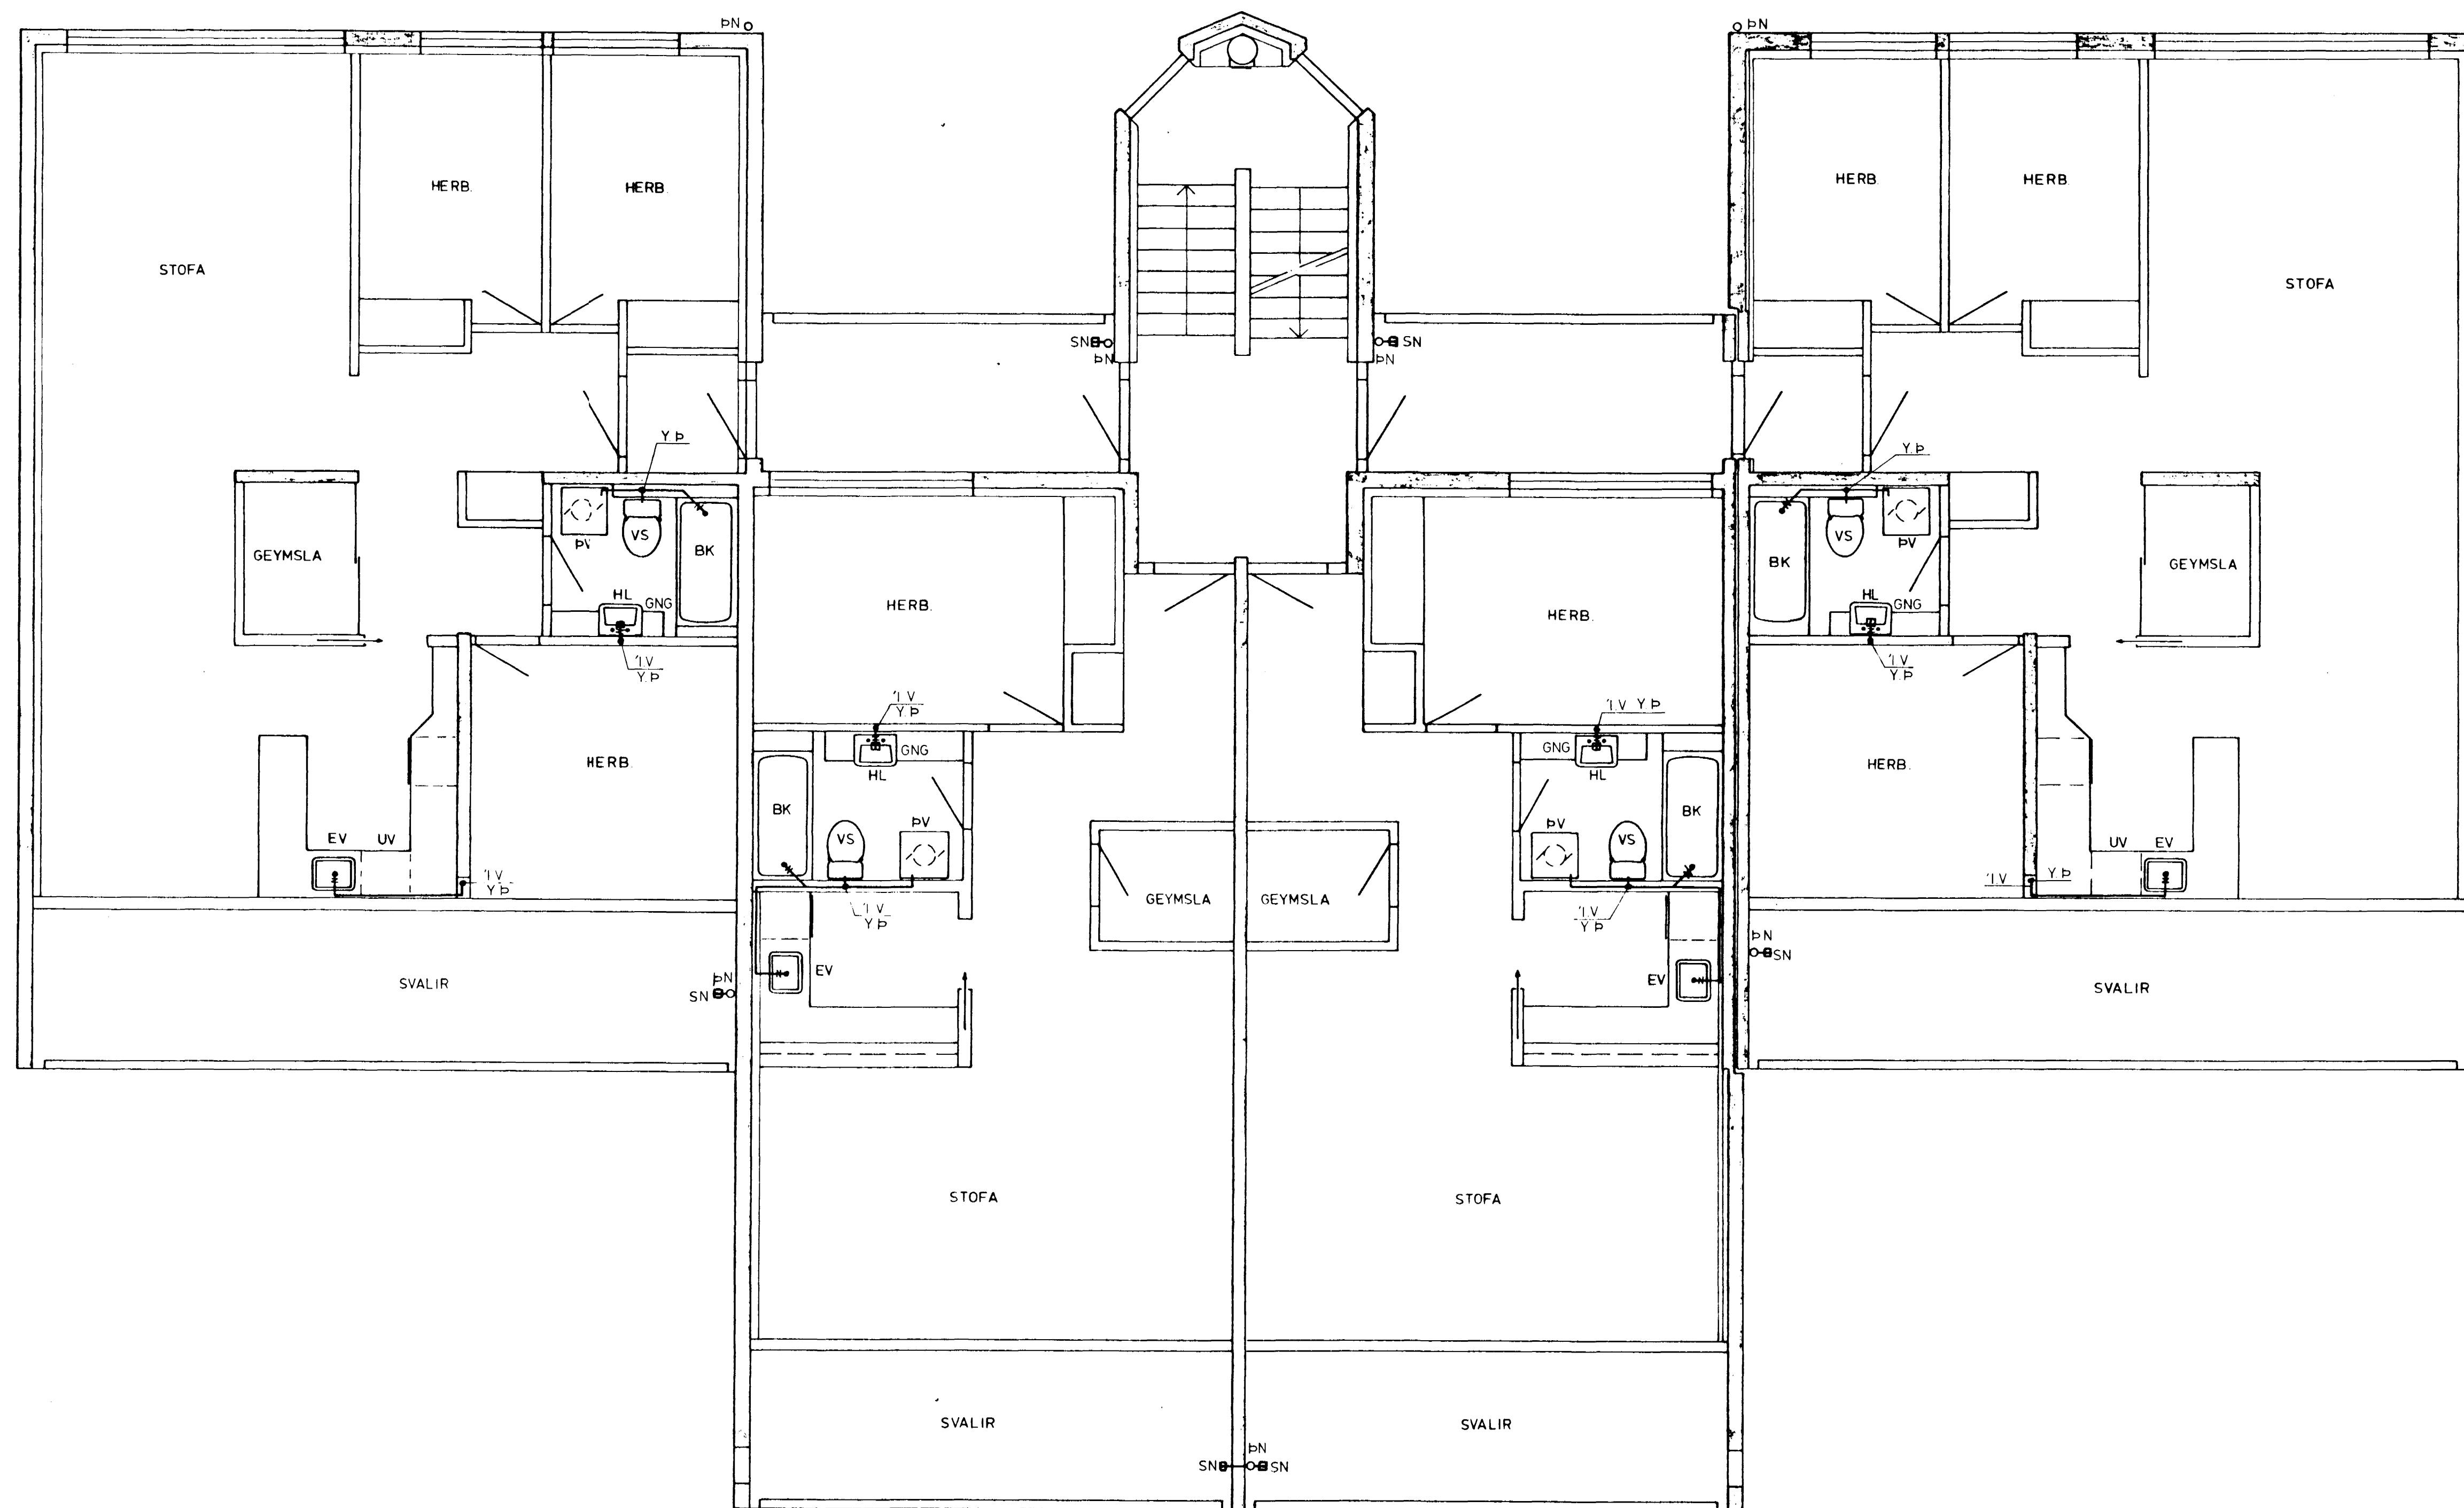 ÞN
ÞN
HERB.
HERB.
HERB.
HERB.
STOFA
STOFA
SN
ÞN
SN
ÞN
Y.Þ
Y.Þ
GEYMSLA
ÞV
VS
BK
HL
GNG
Í.V
Y.Þ
BK
VS
ÞV
HL
GNG
Í.V
Y.Þ
GEYMSLA
HERB.
HERB.
Í.V
Y.Þ
Í.V Y.Þ
HERB.
GNG
HL
GNG
HL
HERB.
BK
VS
ÞV
ÞV
VS
BK
EV
UV
Í.V
Y.Þ
UV
EV
Í.V
Y.Þ
Í.V
Y.Þ
GEYMSLA
GEYMSLA
Í.V
Y.Þ
SVALIR
ÞN
SN
EV
EV
ÞN
SN
SVALIR
STOFA
STOFA
SVALIR
SVALIR
SN
ÞN
SN